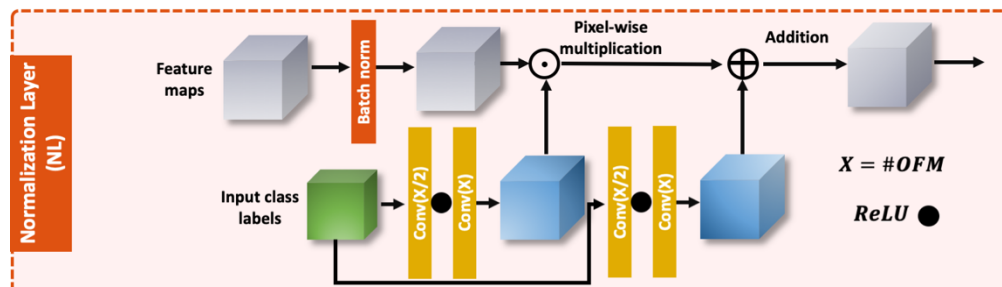 Normalization Layer
(NL)
Feature
maps
Batch norm
Pixel-wise
multiplication
Addition
Input class
labels
Conv(X/2)
Conv(X)
Conv(X/2)
Conv(X)
X = #OFM
ReLU